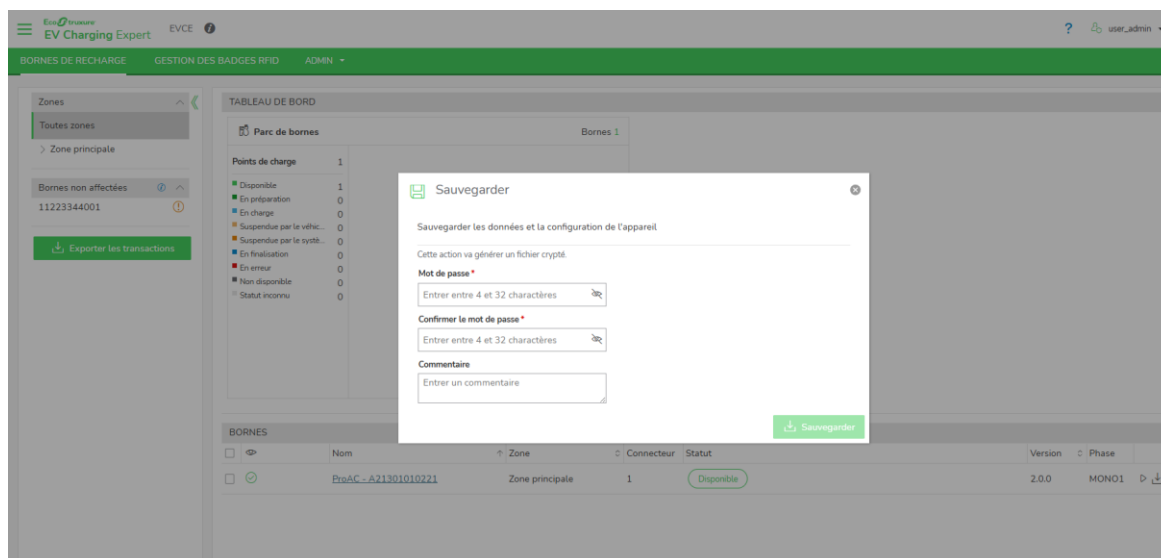 EcoStruxure
EV Charging Expert
EVCE
?
user_admin
BORNES DE RECHARGE
GESTION DES BADGES RFID
ADMIN
Zones
Toutes zones
Zone principale
Bornes non affectées
11223344001
Exporter les transactions
TABLEAU DE BORD
Parc de bornes
Bornes 1
Points de charge 1
Disponible 1
En préparation 0
En charge 0
Suspendue par le véhic... 0
Suspendue par le systè... 0
En finalisation 0
En erreur 0
Non disponible 0
Statut inconnu 0
Sauvegarder
Sauvegarder les données et la configuration de l'appareil
Cette action va générer un fichier crypté.
Mot de passe *
Entrer entre 4 et 32 charactères
Confirmer le mot de passe *
Entrer entre 4 et 32 charactères
Commentaire
Entrer un commentaire
Sauvegarder
BORNES
Nom Zone Connecteur Statut Version Phase
ProAC - A21301010221 Zone principale 1 Disponible 2.0.0 MONO1